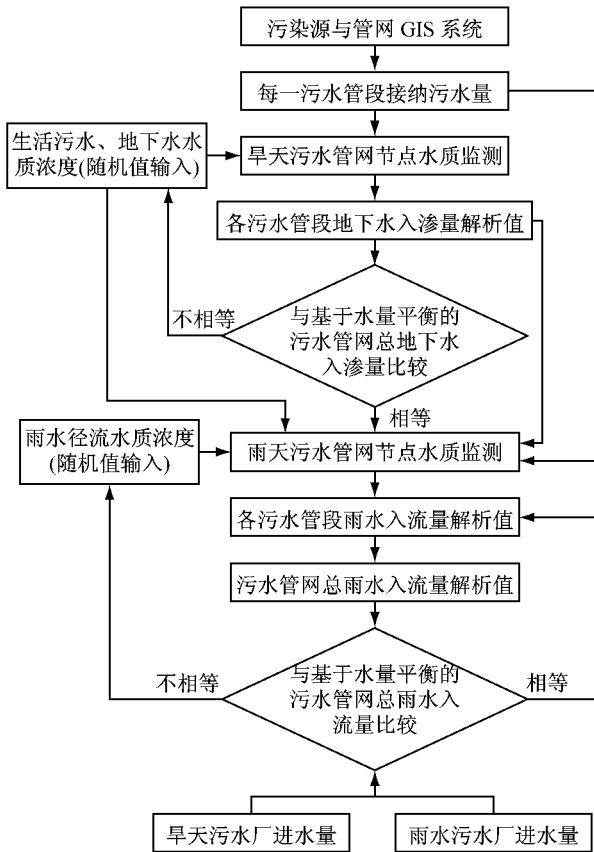 污染源与管网 GIS 系统
每一污水管段接纳污水量
生活污水、地下水水
质浓度(随机值输入)
旱天污水管网节点水质监测
各污水管段地下水入渗量解析值
不相等
与基于水量平衡的
污水管网总地下水
入渗量比较
相等
雨水径流水质浓度
(随机值输入)
雨天污水管网节点水质监测
各污水管段雨水入流量解析值
污水管网总雨水入流量解析值
不相等
与基于水量平衡的
污水管网总雨水入
流量比较
相等
旱天污水厂进水量
雨水污水厂进水量